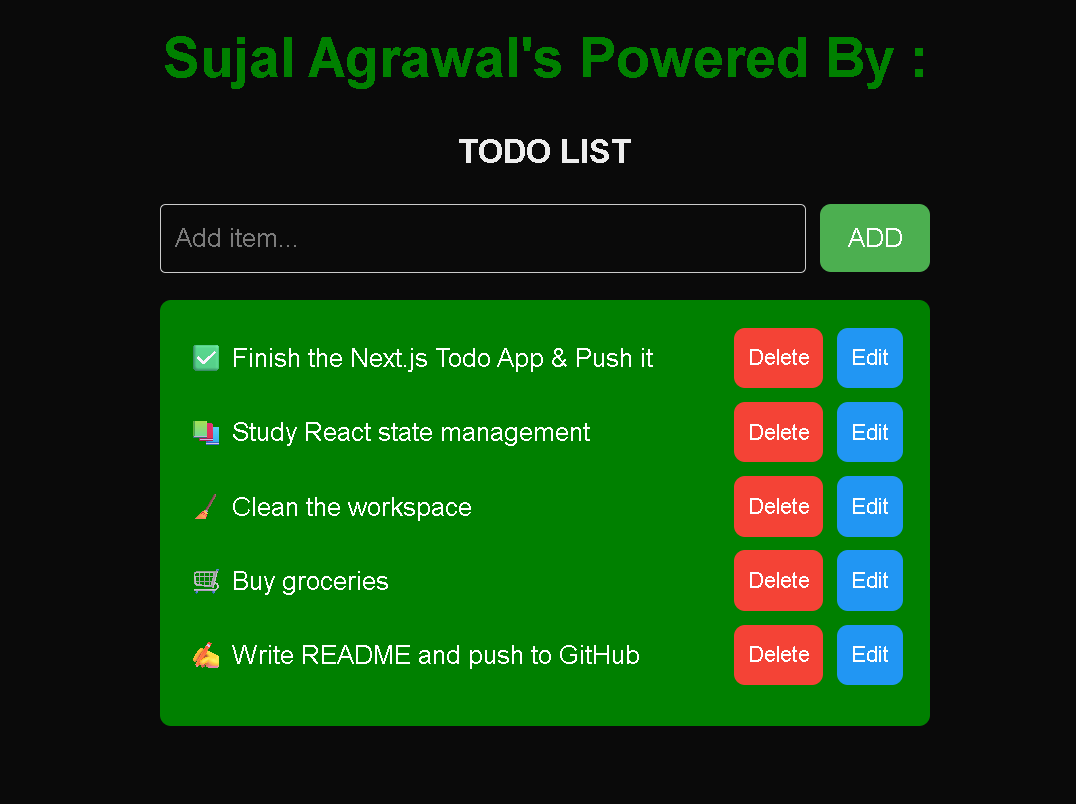 Sujal Agrawal's Powered By :
TODO LIST
Add item...
ADD
✅ Finish the Next.js Todo App & Push it
Delete
Edit
📚 Study React state management
Delete
Edit
🧹 Clean the workspace
Delete
Edit
🛒 Buy groceries
Delete
Edit
✍️ Write README and push to GitHub
Delete
Edit